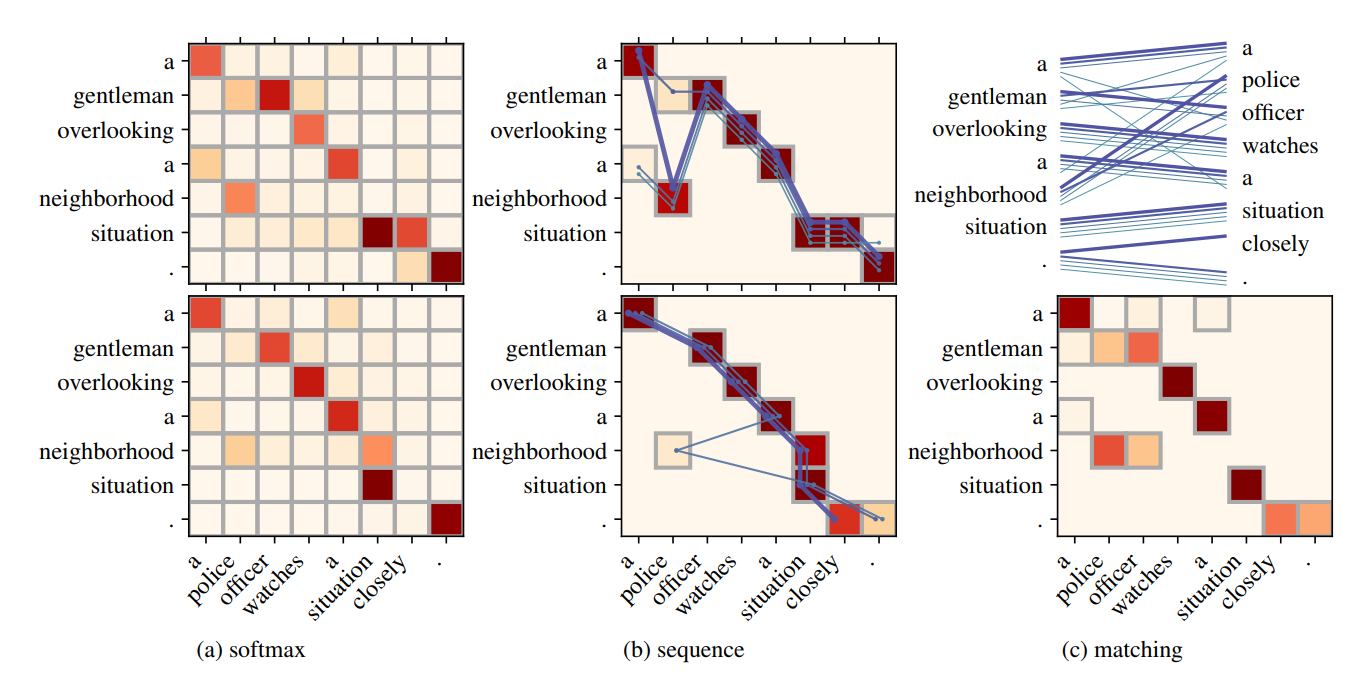 a
gentleman
overlooking
a
neighborhood
situation
.
a
gentleman
overlooking
a
neighborhood
situation
.
a
police
officer
watches
a
situation
closely
.
(a) softmax
a
gentleman
overlooking
a
neighborhood
situation
.
a
gentleman
overlooking
a
neighborhood
situation
.
a
police
officer
watches
a
situation
closely
.
(b) sequence
a
gentleman
overlooking
a
neighborhood
situation
.
a
police
officer
watches
a
situation
closely
.
a
gentleman
overlooking
a
neighborhood
situation
.
a
police
officer
watches
a
situation
closely
.
(c) matching